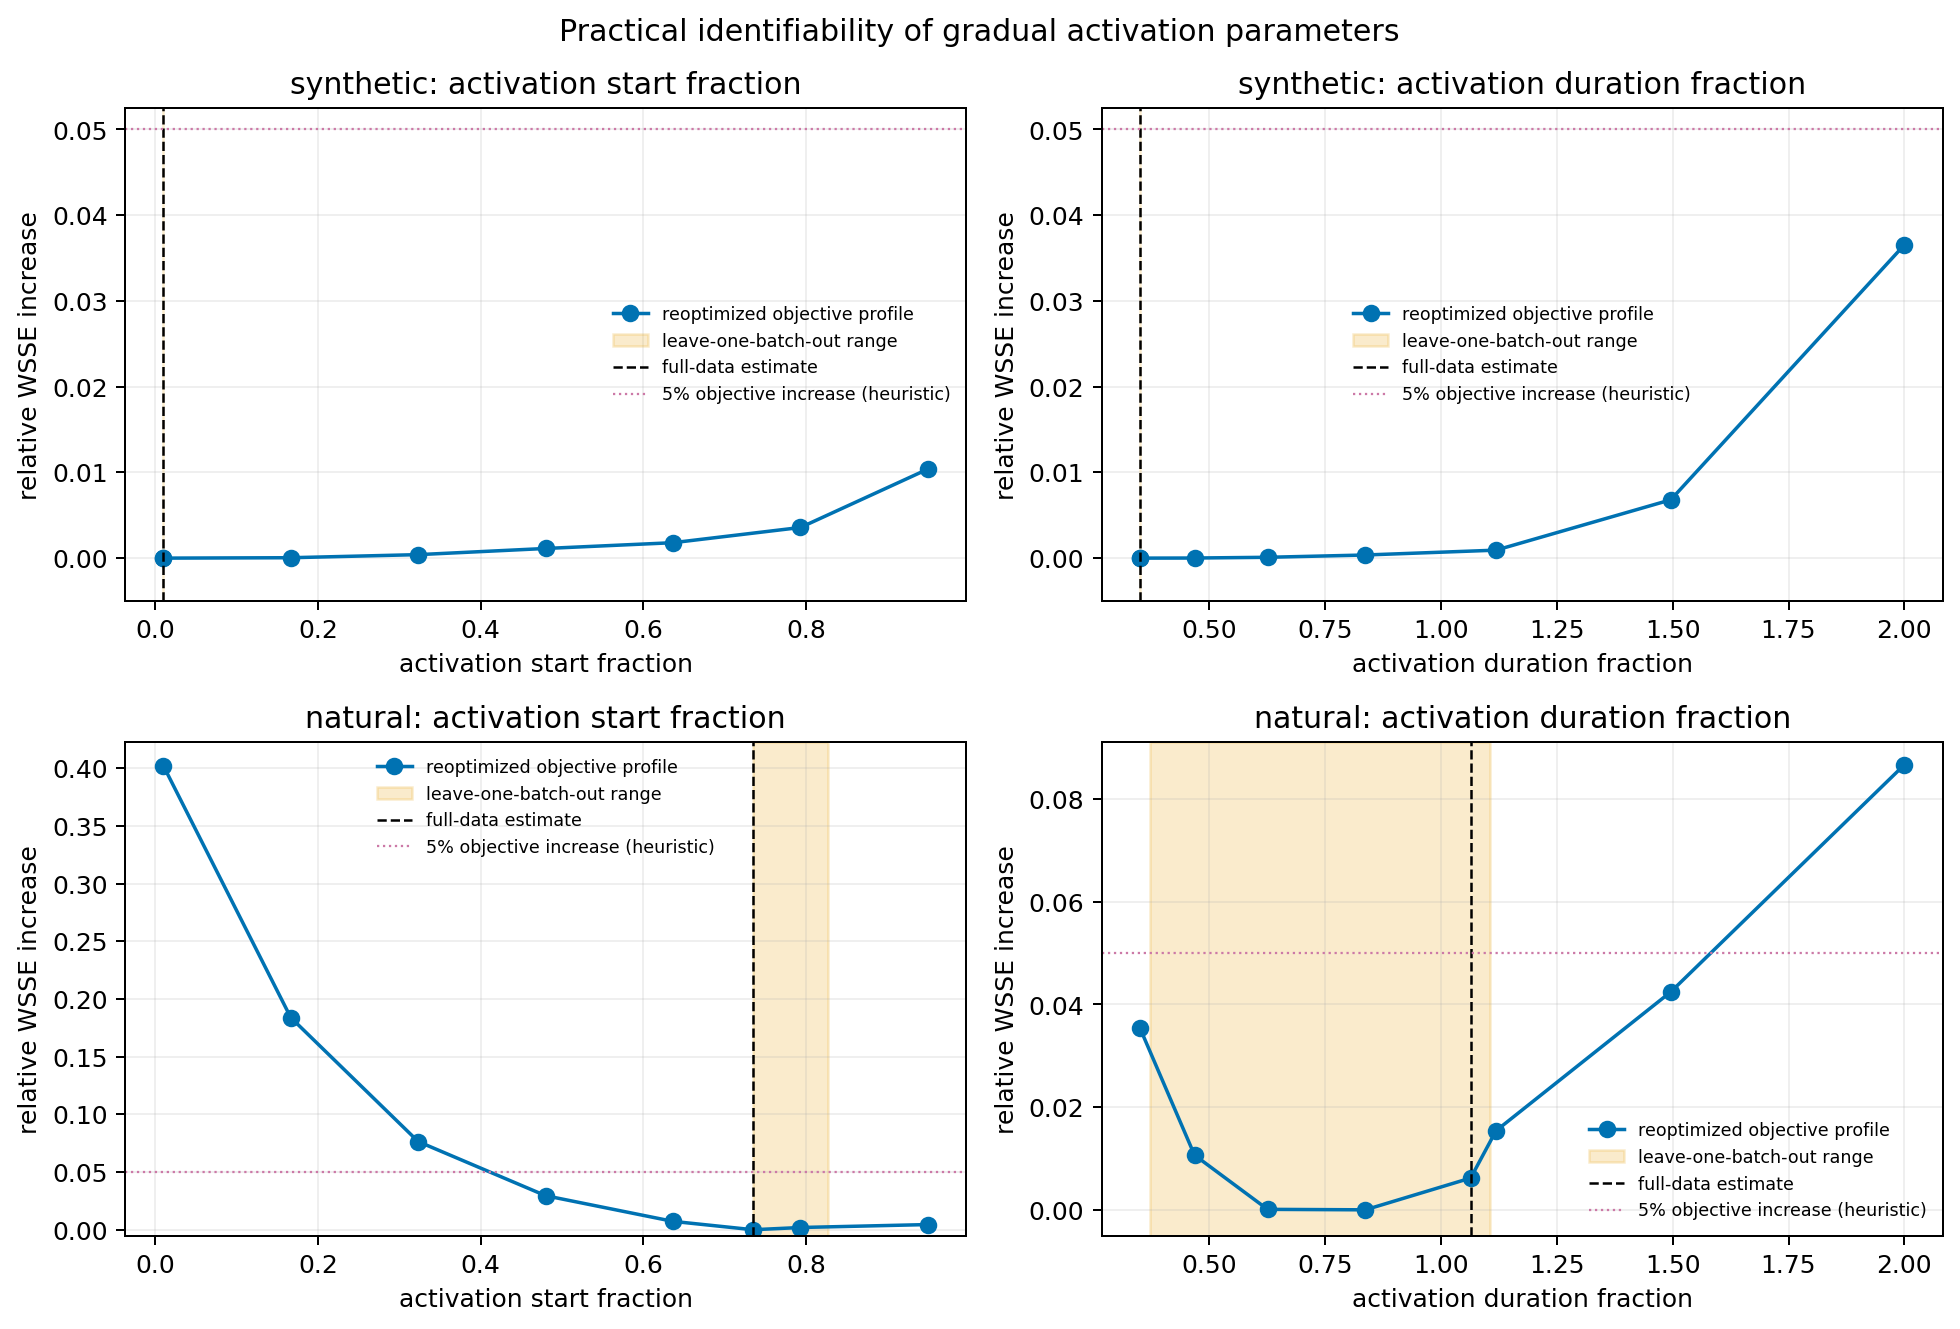 Practical identifiability of gradual activation parameters
synthetic: activation start fraction
relative WSSE increase
0.05
0.04
0.03
0.02
0.01
0.00
reoptimized objective profile
leave-one-batch-out range
full-data estimate
5% objective increase (heuristic)
0.0 0.2 0.4 0.6 0.8
activation start fraction
synthetic: activation duration fraction
relative WSSE increase
0.05
0.04
0.03
0.02
0.01
0.00
reoptimized objective profile
leave-one-batch-out range
full-data estimate
5% objective increase (heuristic)
0.50 0.75 1.00 1.25 1.50 1.75 2.00
activation duration fraction
natural: activation start fraction
relative WSSE increase
0.40
0.35
0.30
0.25
0.20
0.15
0.10
0.05
0.00
reoptimized objective profile
leave-one-batch-out range
full-data estimate
5% objective increase (heuristic)
0.0 0.2 0.4 0.6 0.8
activation start fraction
natural: activation duration fraction
relative WSSE increase
0.08
0.06
0.04
0.02
0.00
reoptimized objective profile
leave-one-batch-out range
full-data estimate
5% objective increase (heuristic)
0.50 0.75 1.00 1.25 1.50 1.75 2.00
activation duration fraction